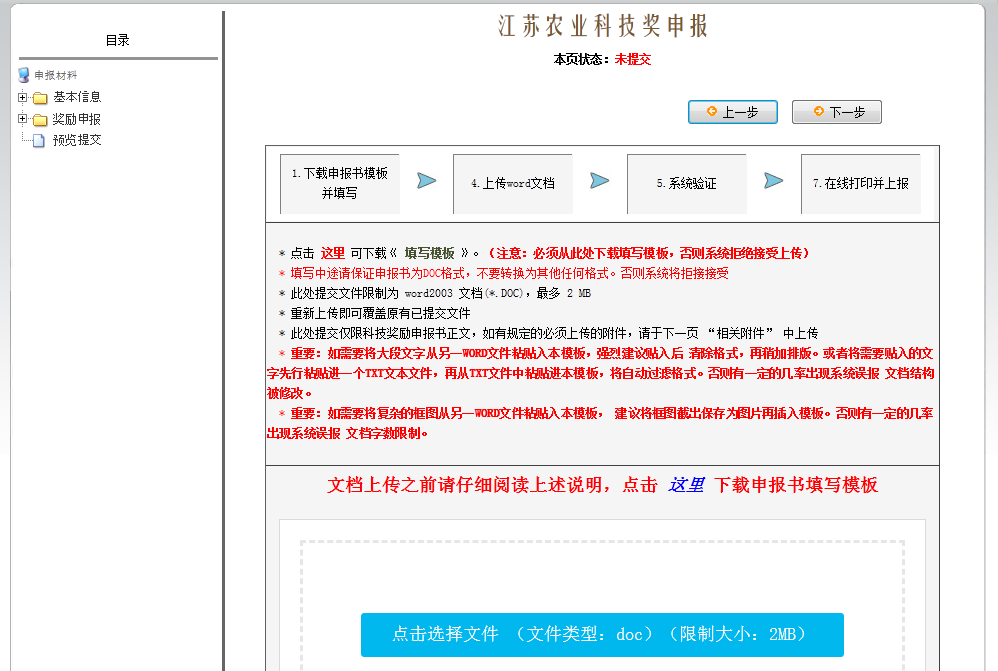 目录
申报材料
基本信息
奖励申报
预览提交
江苏农业科技奖申报
本页状态：未提交
上一步
下一步
1.下载申报书模板
并填写
4.上传word文档
5.系统验证
7.在线打印并上报
* 点击 这里 可下载《 填写模板 》。（注意：必须从此处下载填写模板，否则系统拒绝接受上传）
* 填写中途请保证申报书为DOC格式，不要转换为其他任何格式。否则系统将拒接接受
* 此处提交文件限制为 word2003 文档(*.DOC)，最多 2 MB
* 重新上传即可覆盖原有已提交文件
* 此处提交仅限科技奖励申报书正文，如有规定的必须上传的附件，请于下一页 “相关附件” 中上传
* 重要：如需要将大段文字从另一WORD文件粘贴入本模板，强烈建议贴入后 清除格式，再稍加排版。或者将需要贴入的文
字先行粘贴进一个TXT文本文件，再从TXT文件中粘贴进本模板，将自动过滤格式。否则有一定的几率出现系统误报 文档结构
被修改。
* 重要：如需要将复杂的框图从另一WORD文件粘贴入本模板， 建议将框图截出保存为图片再插入模板。否则有一定的几率
出现系统误报 文档字数限制。
文档上传之前请仔细阅读上述说明，点击 这里 下载申报书填写模板
点击选择文件 （文件类型：doc）（限制大小：2MB）